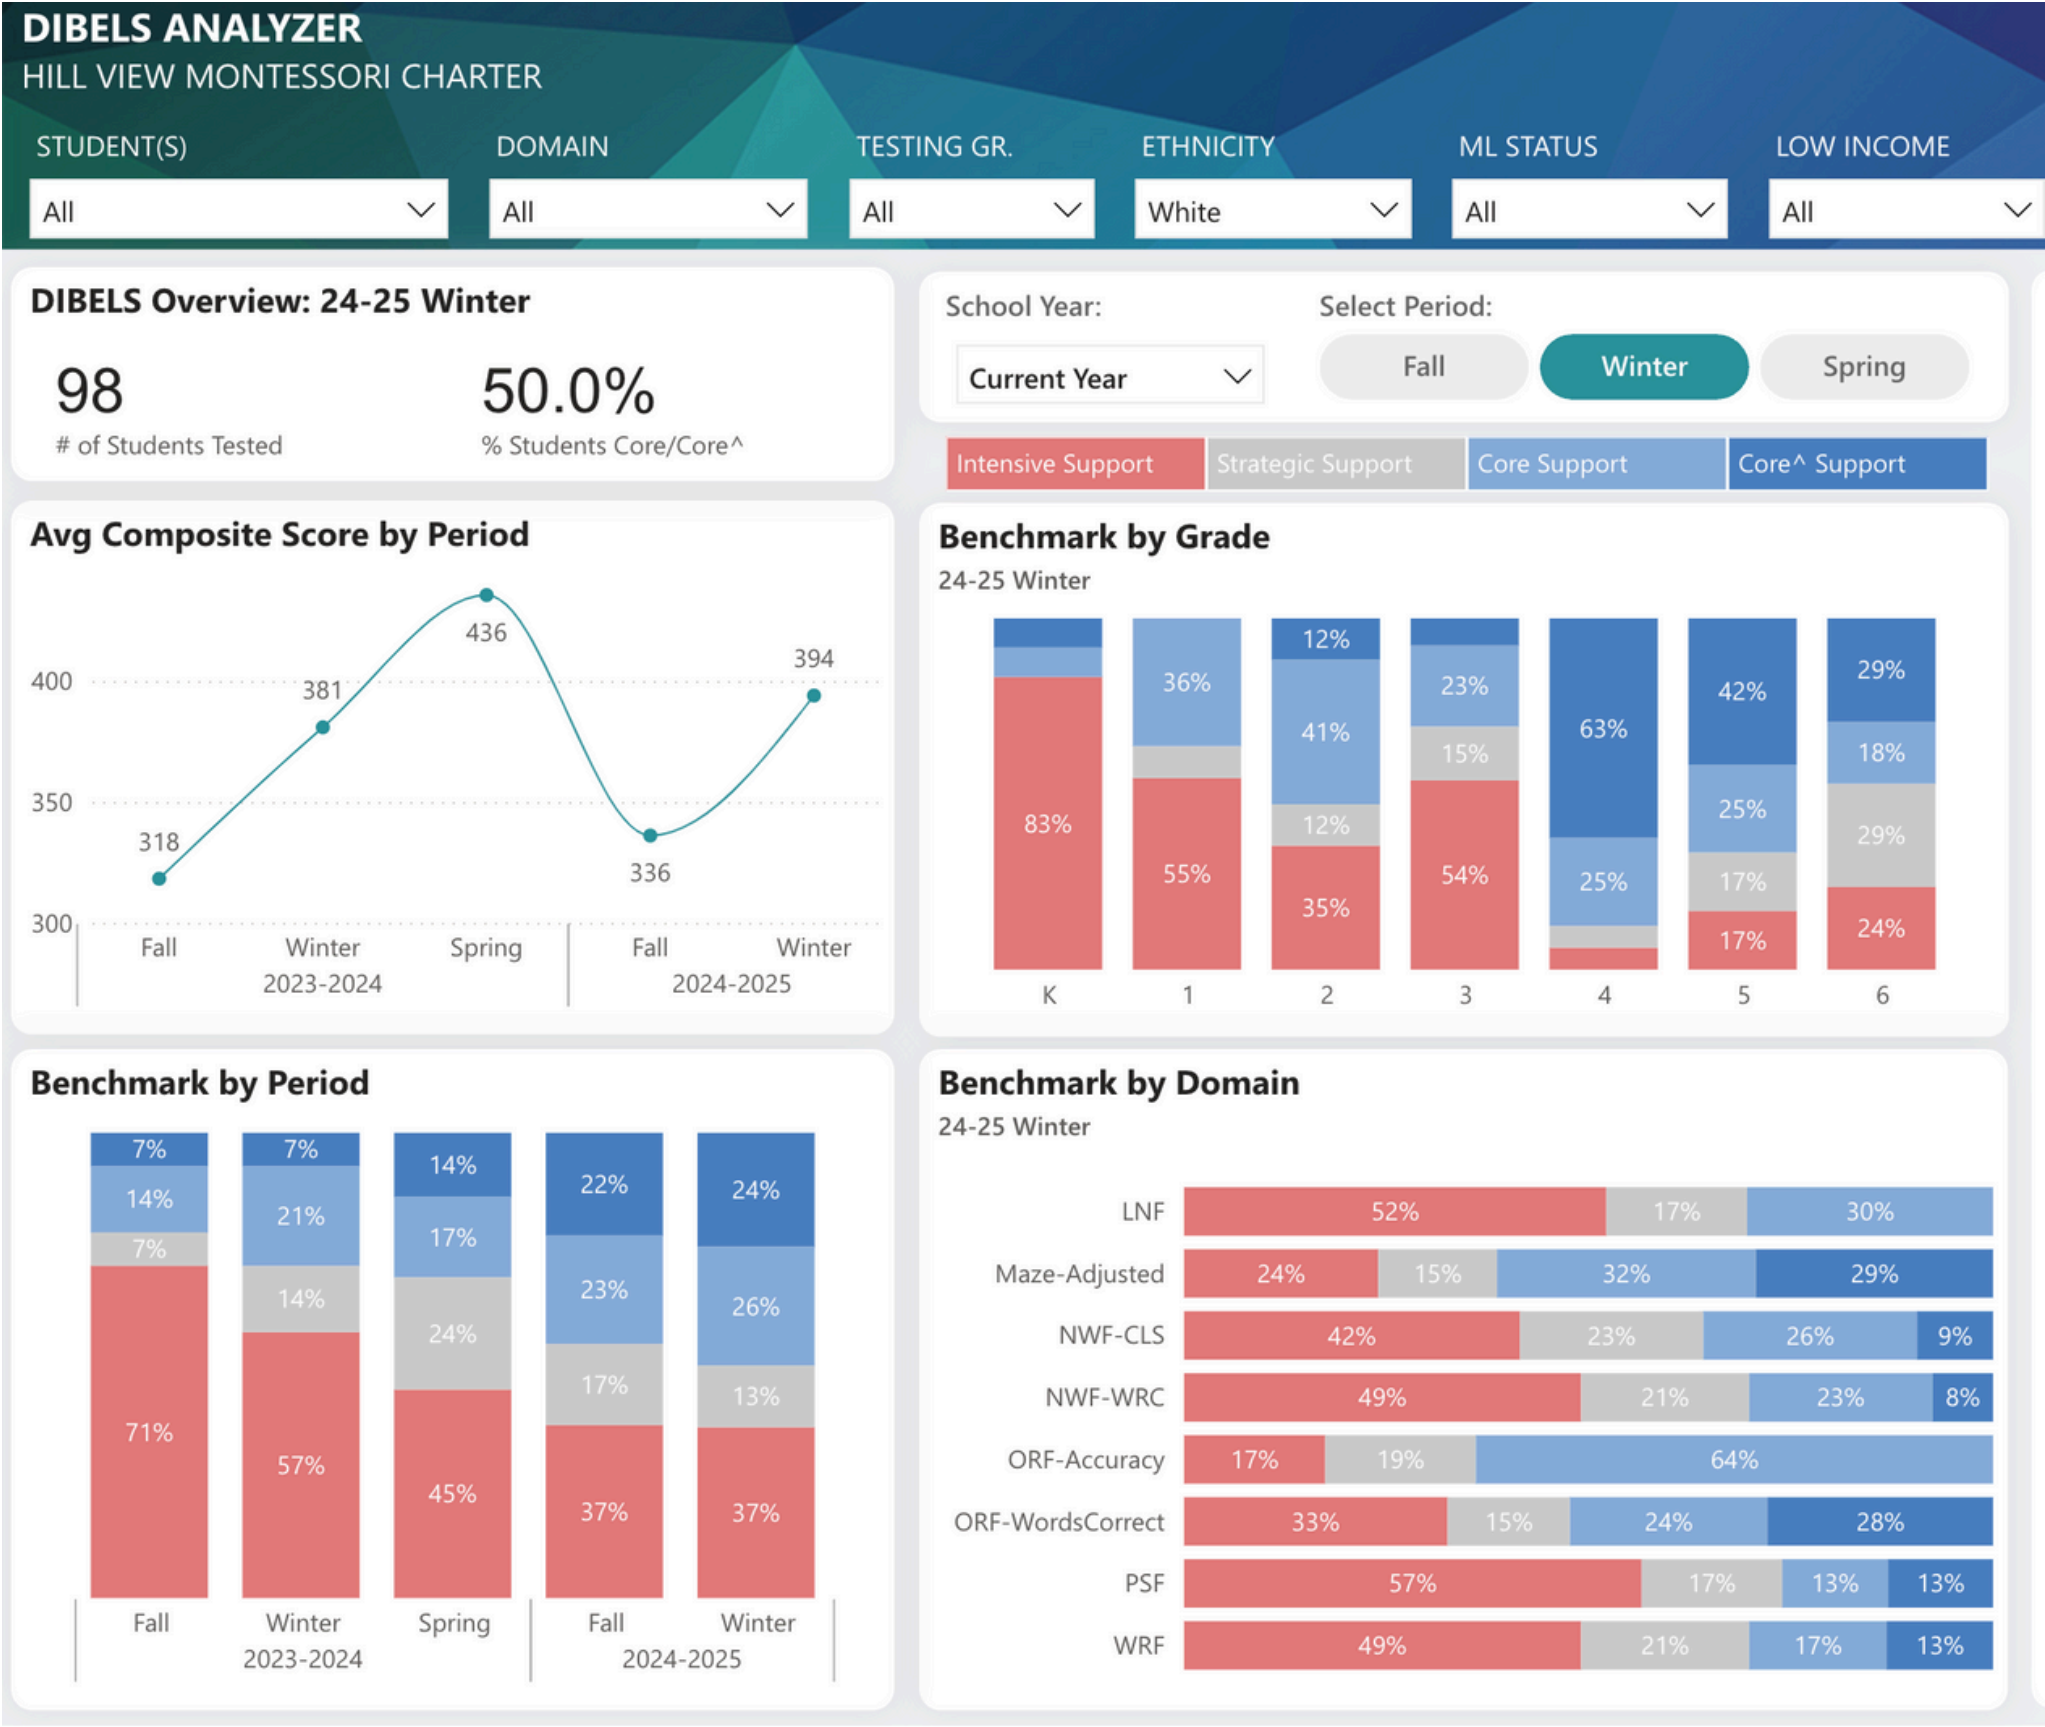 DIBELS ANALYZER
HILL VIEW MONTESSORI CHARTER
STUDENT(S) DOMAIN TESTING GR. ETHNICITY ML STATUS LOW INCOME
All All All White All All
DIBELS Overview: 24-25 Winter
98 50.0%
# of Students Tested % Students Core/Core^
School Year: Select Period:
Current Year Fall Winter Spring
Intensive Support Strategic Support Core Support Core^ Support
Avg Composite Score by Period
436
394
400
381
350
318
336
300
Fall Winter Spring Fall Winter
2023-2024 2024-2025
Benchmark by Grade
24-25 Winter
83%
36%
55%
12%
41%
12%
35%
23%
15%
54%
63%
25%
42%
25%
17%
17%
29%
18%
29%
24%
K 1 2 3 4 5 6
Benchmark by Period
7%
14%
7%
71%
7%
21%
14%
57%
14%
17%
24%
45%
22%
23%
17%
37%
24%
26%
13%
37%
Fall Winter Spring Fall Winter
2023-2024 2024-2025
Benchmark by Domain
24-25 Winter
LNF 52% 17% 30%
Maze-Adjusted 24% 15% 32% 29%
NWF-CLS 42% 23% 26% 9%
NWF-WRC 49% 21% 23% 8%
ORF-Accuracy 17% 19% 64%
ORF-WordsCorrect 33% 15% 24% 28%
PSF 57% 17% 13% 13%
WRF 49% 21% 17% 13%